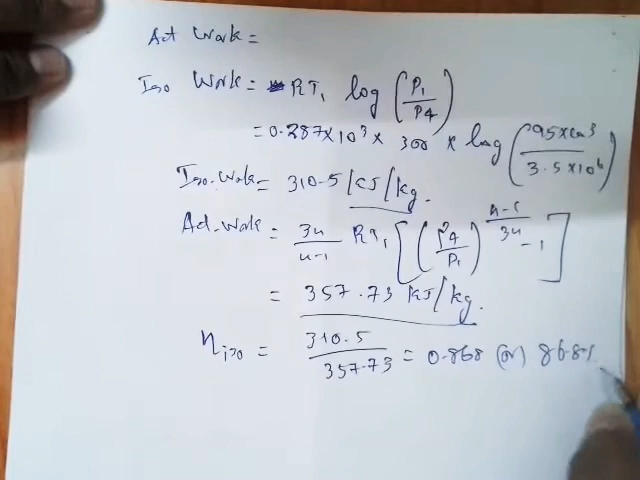 Act Work =
Iso Work = RT₁ log (P₁/P4)
= 0.287×10³ × 300 × log (95×10³/3.5×10⁶)
Iso.Work = 310.5 KJ/kg.
Act.Work = 3n/n-1 RT₁ [(P4/P₁)^(n-1/3n) - 1]
= 357.73 KJ/kg.
ηiso = 310.5/357.73 = 0.868 (or) 86.8%